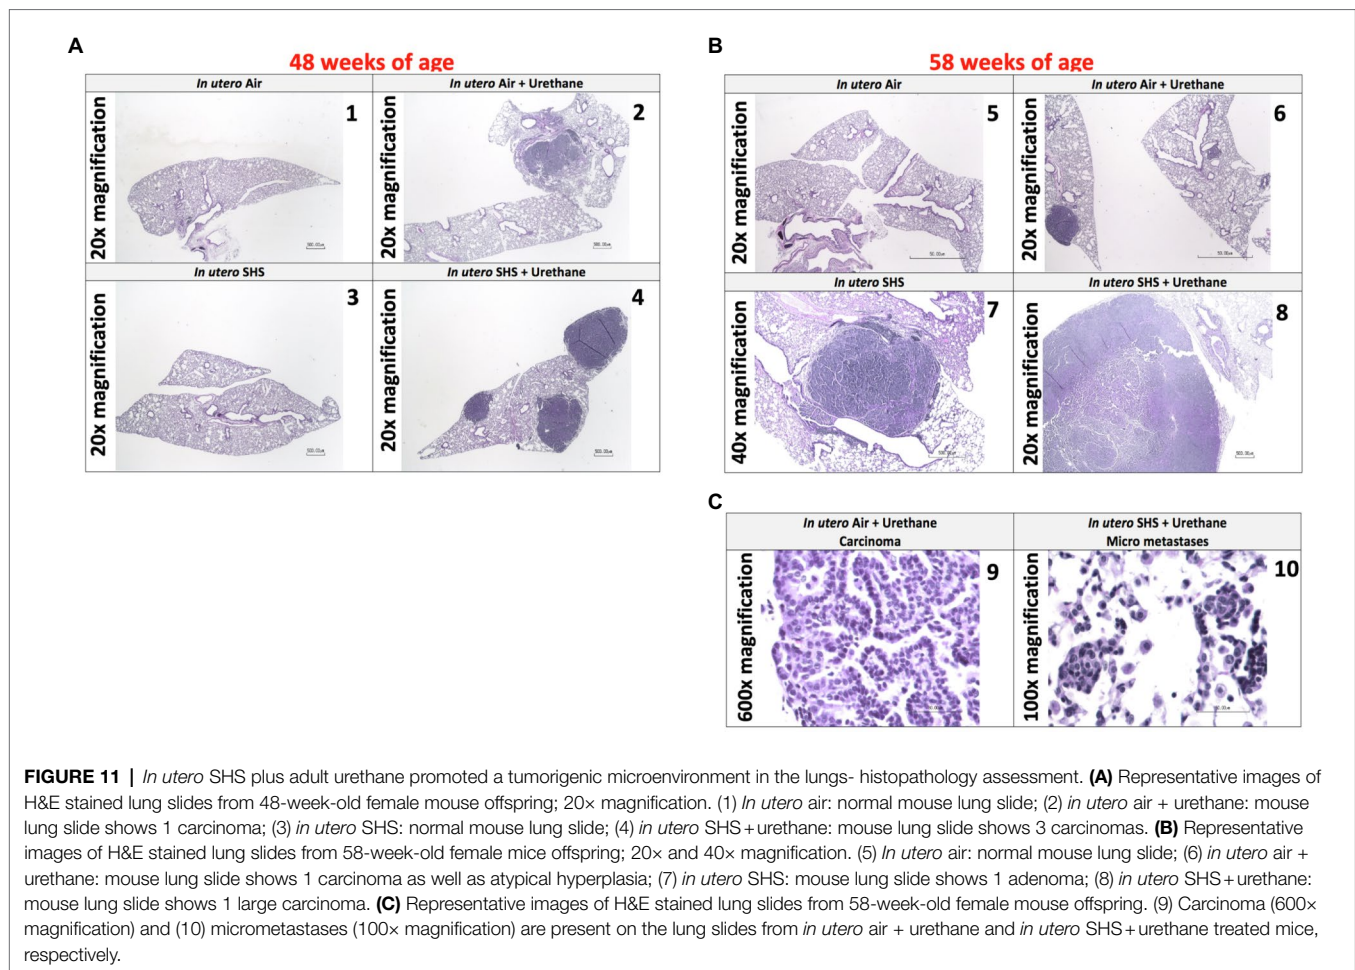 A
48 weeks of age
In utero Air
In utero Air + Urethane
20x magnification
1
20x magnification
2
In utero SHS
In utero SHS + Urethane
20x magnification
3
20x magnification
4
B
58 weeks of age
In utero Air
In utero Air + Urethane
20x magnification
5
20x magnification
6
In utero SHS
In utero SHS + Urethane
40x magnification
7
20x magnification
8
C
In utero Air + Urethane
Carcinoma
In utero SHS + Urethane
Micro metastases
600x magnification
9
100x magnification
10
FIGURE 11 | In utero SHS plus adult urethane promoted a tumorigenic microenvironment in the lungs- histopathology assessment. (A) Representative images of
H&E stained lung slides from 48-week-old female mouse offspring; 20× magnification. (1) In utero air: normal mouse lung slide; (2) in utero air + urethane: mouse
lung slide shows 1 carcinoma; (3) in utero SHS: normal mouse lung slide; (4) in utero SHS + urethane: mouse lung slide shows 3 carcinomas. (B) Representative
images of H&E stained lung slides from 58-week-old female mice offspring; 20× and 40× magnification. (5) In utero air: normal mouse lung slide; (6) in utero air +
urethane: mouse lung slide shows 1 carcinoma as well as atypical hyperplasia; (7) in utero SHS: mouse lung slide shows 1 adenoma; (8) in utero SHS + urethane:
mouse lung slide shows 1 large carcinoma. (C) Representative images of H&E stained lung slides from 58-week-old female mouse offspring. (9) Carcinoma (600×
magnification) and (10) micrometastases (100× magnification) are present on the lung slides from in utero air + urethane and in utero SHS + urethane treated mice,
respectively.